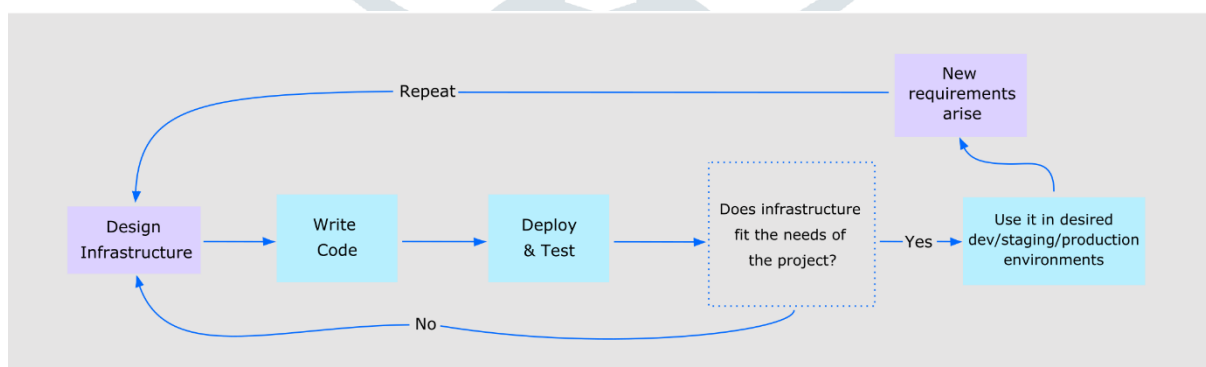 New
requirements
arise
Repeat
Design
Infrastructure
Write
Code
Deploy
& Test
Does infrastructure
fit the needs of
the project?
Yes
Use it in desired
dev/staging/production
environments
No